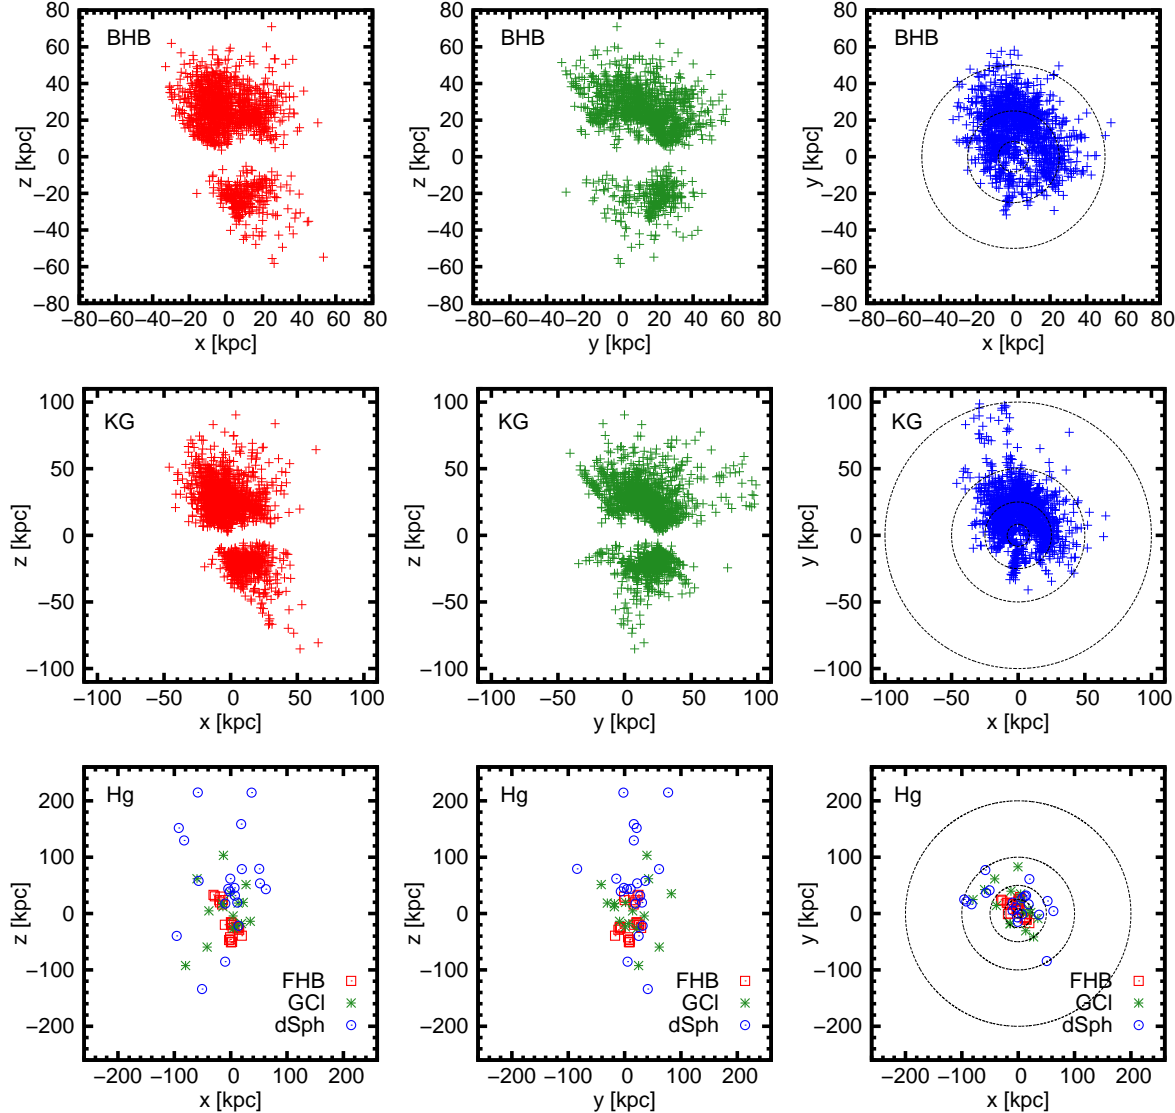 80 80 80
60 BHB 60 BHB 60 BHB
40 40 40
20 20 20
z [kpc] z [kpc] y [kpc]
0 0 0
−20 −20 −20
−40 −40 −40
−60 −60 −60
−80 −80 −80
−80 −60 −40 −20 0 20 40 60 80 −80 −60 −40 −20 0 20 40 60 80 −80 −60 −40 −20 0 20 40 60 80
x [kpc] y [kpc] x [kpc]
100 KG 100 KG 100 KG
50 50 50
z [kpc] z [kpc] y [kpc]
0 0 0
−50 −50 −50
−100 −100 −100
−100 −50 0 50 100 −100 −50 0 50 100 −100 −50 0 50 100
x [kpc] y [kpc] x [kpc]
200 Hg 200 Hg 200 Hg
100 100 100
z [kpc] z [kpc] y [kpc]
0 0 0
−100 −100 −100
FHB FHB FHB
GCl GCl GCl
−200 dSph −200 dSph −200 dSph
−200 −100 0 100 200 −200 −100 0 100 200 −200 −100 0 100 200
x [kpc] y [kpc] x [kpc]